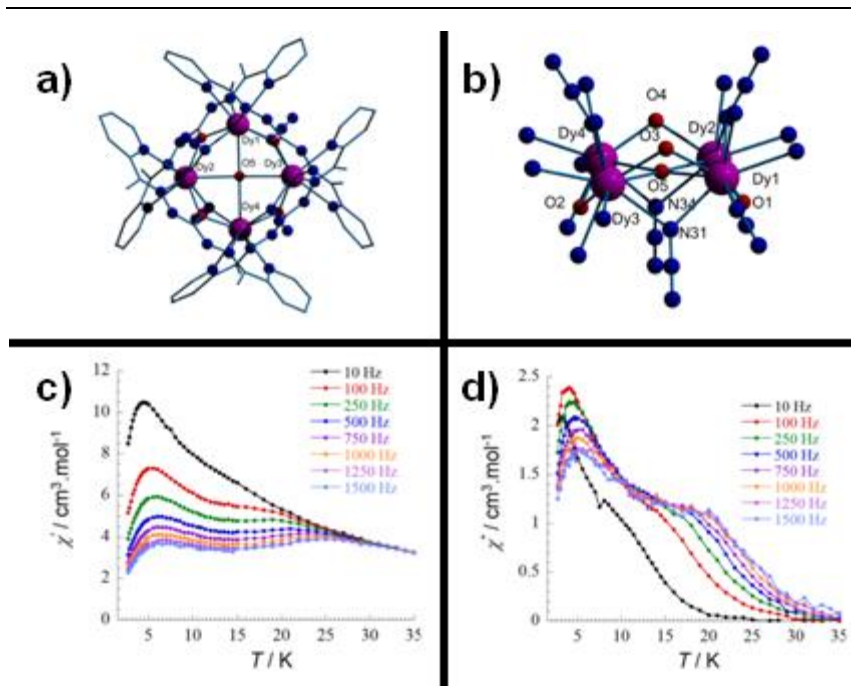 a)
Dy1
Dy2
O5
Dy3
Dy4
b)
O4
Dy4
O3
Dy2
O5
Dy1
O2
N34
O1
Dy3
N31
c)
12
10
8
6
4
2
0
χ' / cm³.mol⁻¹
10 Hz
100 Hz
250 Hz
500 Hz
750 Hz
1000 Hz
1250 Hz
1500 Hz
5 10 15 20 25 30 35
T / K
d)
2.5
2
1.5
1
0.5
0
χ" / cm³.mol⁻¹
10 Hz
100 Hz
250 Hz
500 Hz
750 Hz
1000 Hz
1250 Hz
1500 Hz
5 10 15 20 25 30 35
T / K